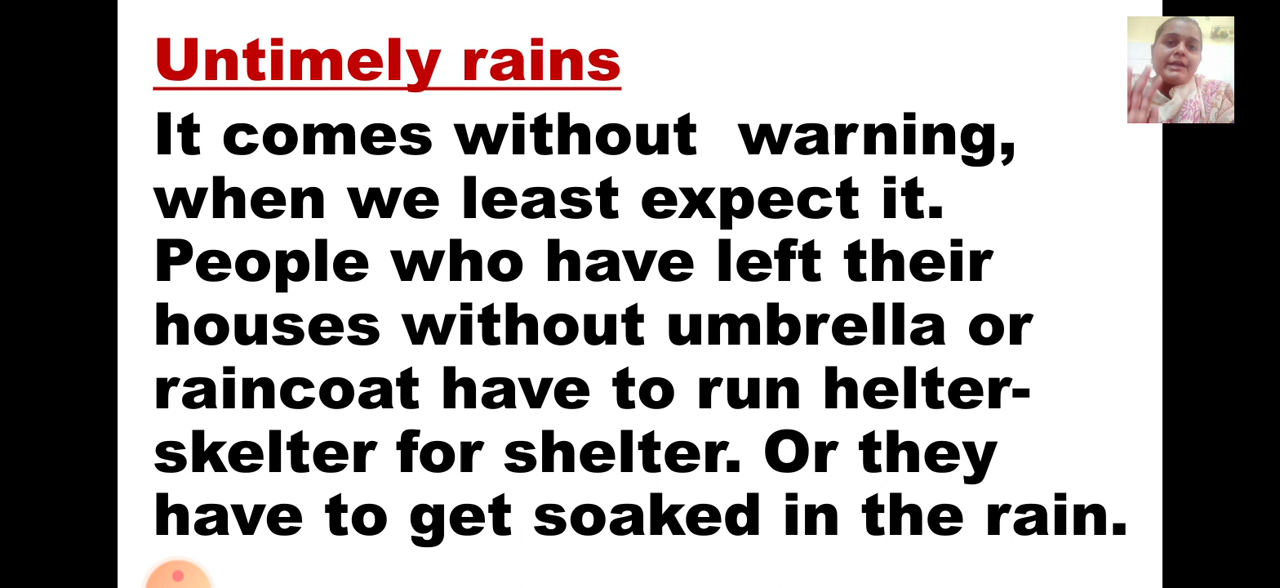 Untimely rains
It comes without  warning,
when we least expect it.
People who have left their
houses without umbrella or
raincoat have to run helter-
skelter for shelter. Or they
have to get soaked in the rain.